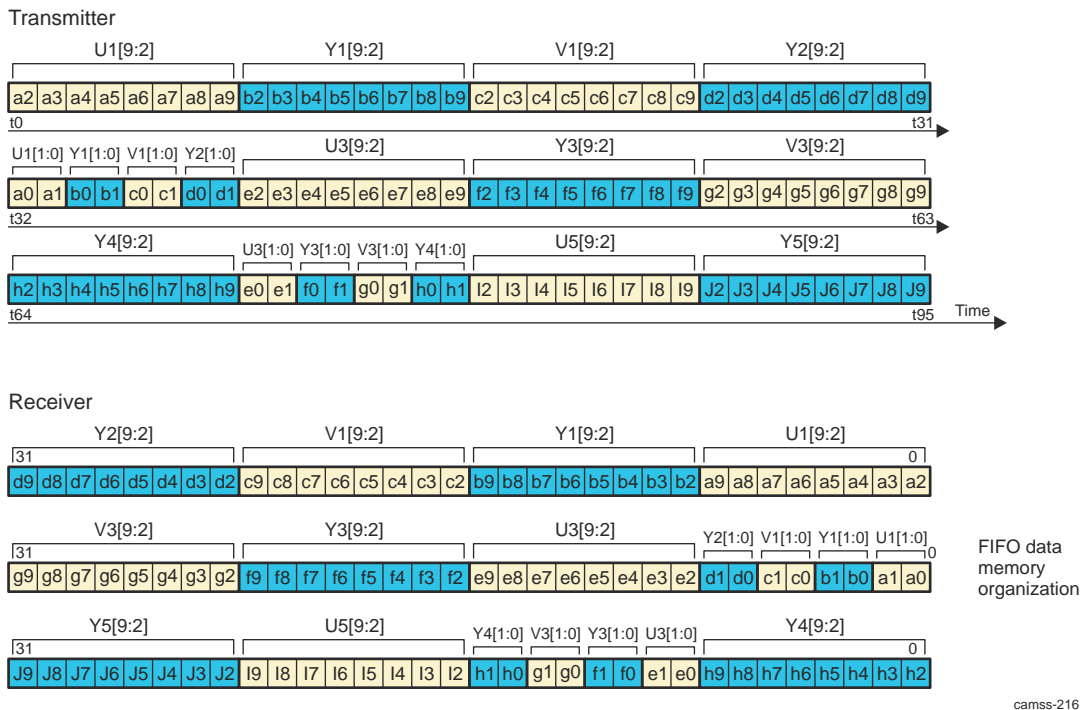 Transmitter
U1[9:2] Y1[9:2] V1[9:2] Y2[9:2]
a2 a3 a4 a5 a6 a7 a8 a9 b2 b3 b4 b5 b6 b7 b8 b9 c2 c3 c4 c5 c6 c7 c8 c9 d2 d3 d4 d5 d6 d7 d8 d9
t0 t31
U1[1:0] Y1[1:0] V1[1:0] Y2[1:0] U3[9:2] Y3[9:2] V3[9:2]
a0 a1 b0 b1 c0 c1 d0 d1 e2 e3 e4 e5 e6 e7 e8 e9 f2 f3 f4 f5 f6 f7 f8 f9 g2 g3 g4 g5 g6 g7 g8 g9
t32 t63
Y4[9:2] U3[1:0] Y3[1:0] V3[1:0] Y4[1:0] U5[9:2] Y5[9:2]
h2 h3 h4 h5 h6 h7 h8 h9 e0 e1 f0 f1 g0 g1 h0 h1 I2 I3 I4 I5 I6 I7 I8 I9 J2 J3 J4 J5 J6 J7 J8 J9
t64 t95 Time
Receiver
Y2[9:2] V1[9:2] Y1[9:2] U1[9:2]
31 0
d9 d8 d7 d6 d5 d4 d3 d2 c9 c8 c7 c6 c5 c4 c3 c2 b9 b8 b7 b6 b5 b4 b3 b2 a9 a8 a7 a6 a5 a4 a3 a2
V3[9:2] Y3[9:2] U3[9:2] Y2[1:0] V1[1:0] Y1[1:0] U1[1:0]
31 0
g9 g8 g7 g6 g5 g4 g3 g2 f9 f8 f7 f6 f5 f4 f3 f2 e9 e8 e7 e6 e5 e4 e3 e2 d1 d0 c1 c0 b1 b0 a1 a0
FIFO data
memory
organization
Y5[9:2] U5[9:2] Y4[1:0] V3[1:0] Y3[1:0] U3[1:0] Y4[9:2]
31 0
J9 J8 J7 J6 J5 J4 J3 J2 I9 I8 I7 I6 I5 I4 I3 I2 h1 h0 g1 g0 f1 f0 e1 e0 h9 h8 h7 h6 h5 h4 h3 h2
camss-216